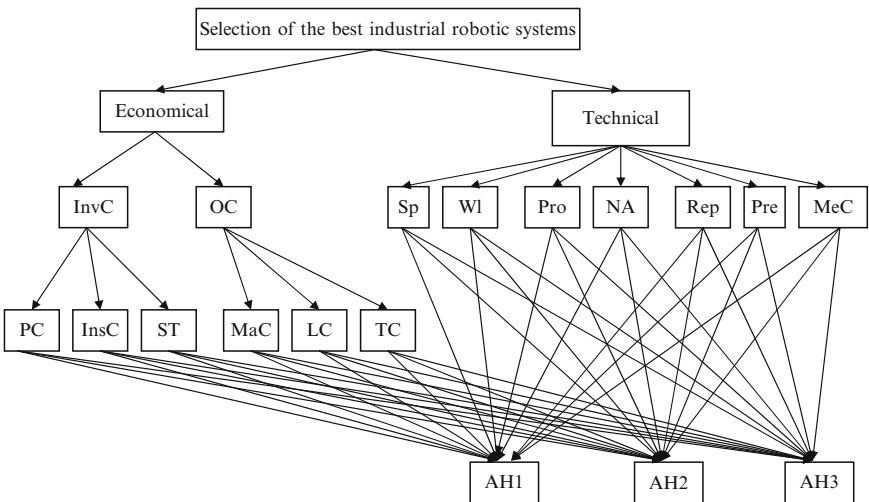 Selection of the best industrial robotic systems
Economical
Technical
InvC
OC
Sp
Wl
Pro
NA
Rep
Pre
MeC
PC
InsC
ST
MaC
LC
TC
AH1
AH2
AH3